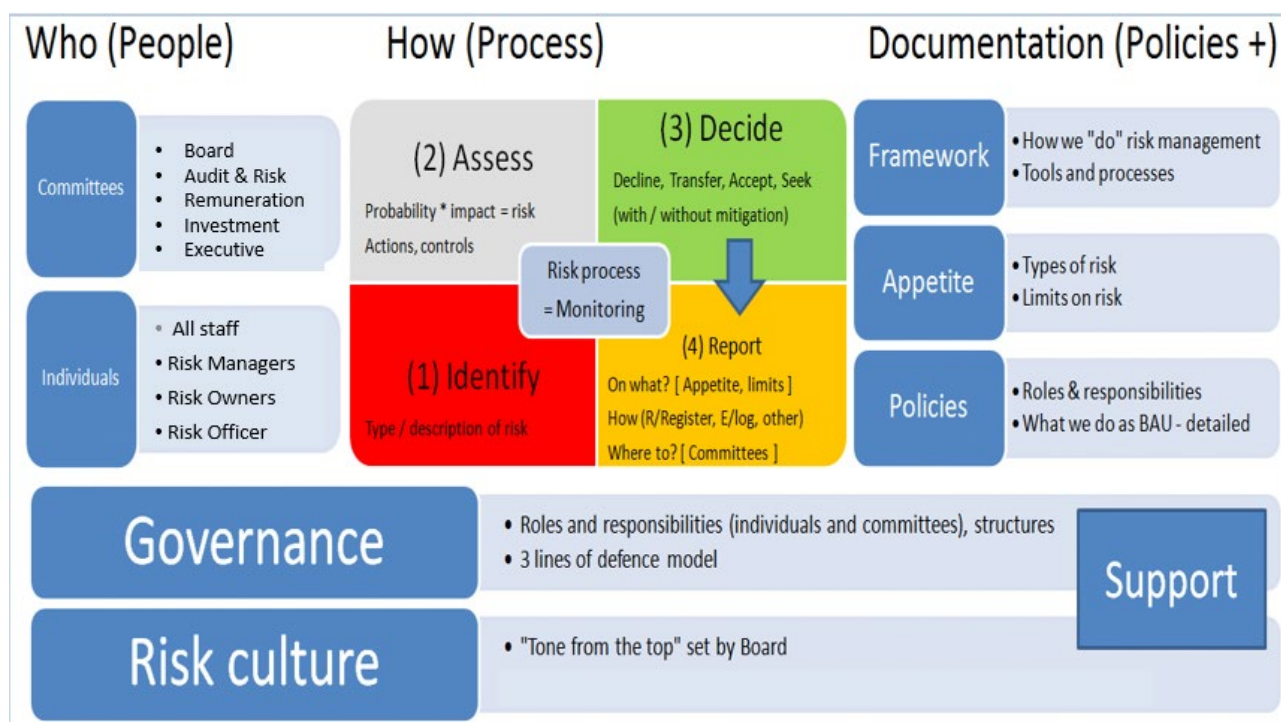 Who (People)
How (Process)
Documentation (Policies +)
Committees
• Board
• Audit & Risk
• Remuneration
• Investment
• Executive
Individuals
• All staff
• Risk Managers
• Risk Owners
• Risk Officer
(2) Assess
Probability * impact = risk
Actions, controls
(3) Decide
Decline, Transfer, Accept, Seek
(with / without mitigation)
Risk process
= Monitoring
(1) Identify
Type / description of risk
(4) Report
On what? [ Appetite, limits ]
How (R/Register, E/log, other)
Where to? [ Committees ]
Framework
• How we "do" risk management
• Tools and processes
Appetite
• Types of risk
• Limits on risk
Policies
• Roles & responsibilities
• What we do as BAU - detailed
Governance
• Roles and responsibilities (individuals and committees), structures
• 3 lines of defence model
Support
Risk culture
• "Tone from the top" set by Board